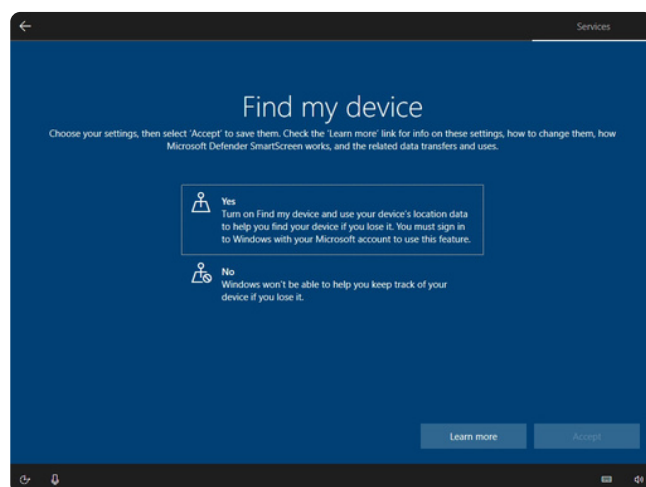 Services
Find my device
Choose your settings, then select 'Accept' to save them. Check the 'Learn more' link for info on these settings, how to change them, how
Microsoft Defender SmartScreen works, and the related data transfers and uses.
Yes
Turn on Find my device and use your device's location data
to help you find your device if you lose it. You must sign in
to Windows with your Microsoft account to use this feature.
No
Windows won't be able to help you keep track of your
device if you lose it.
Learn more
Accept